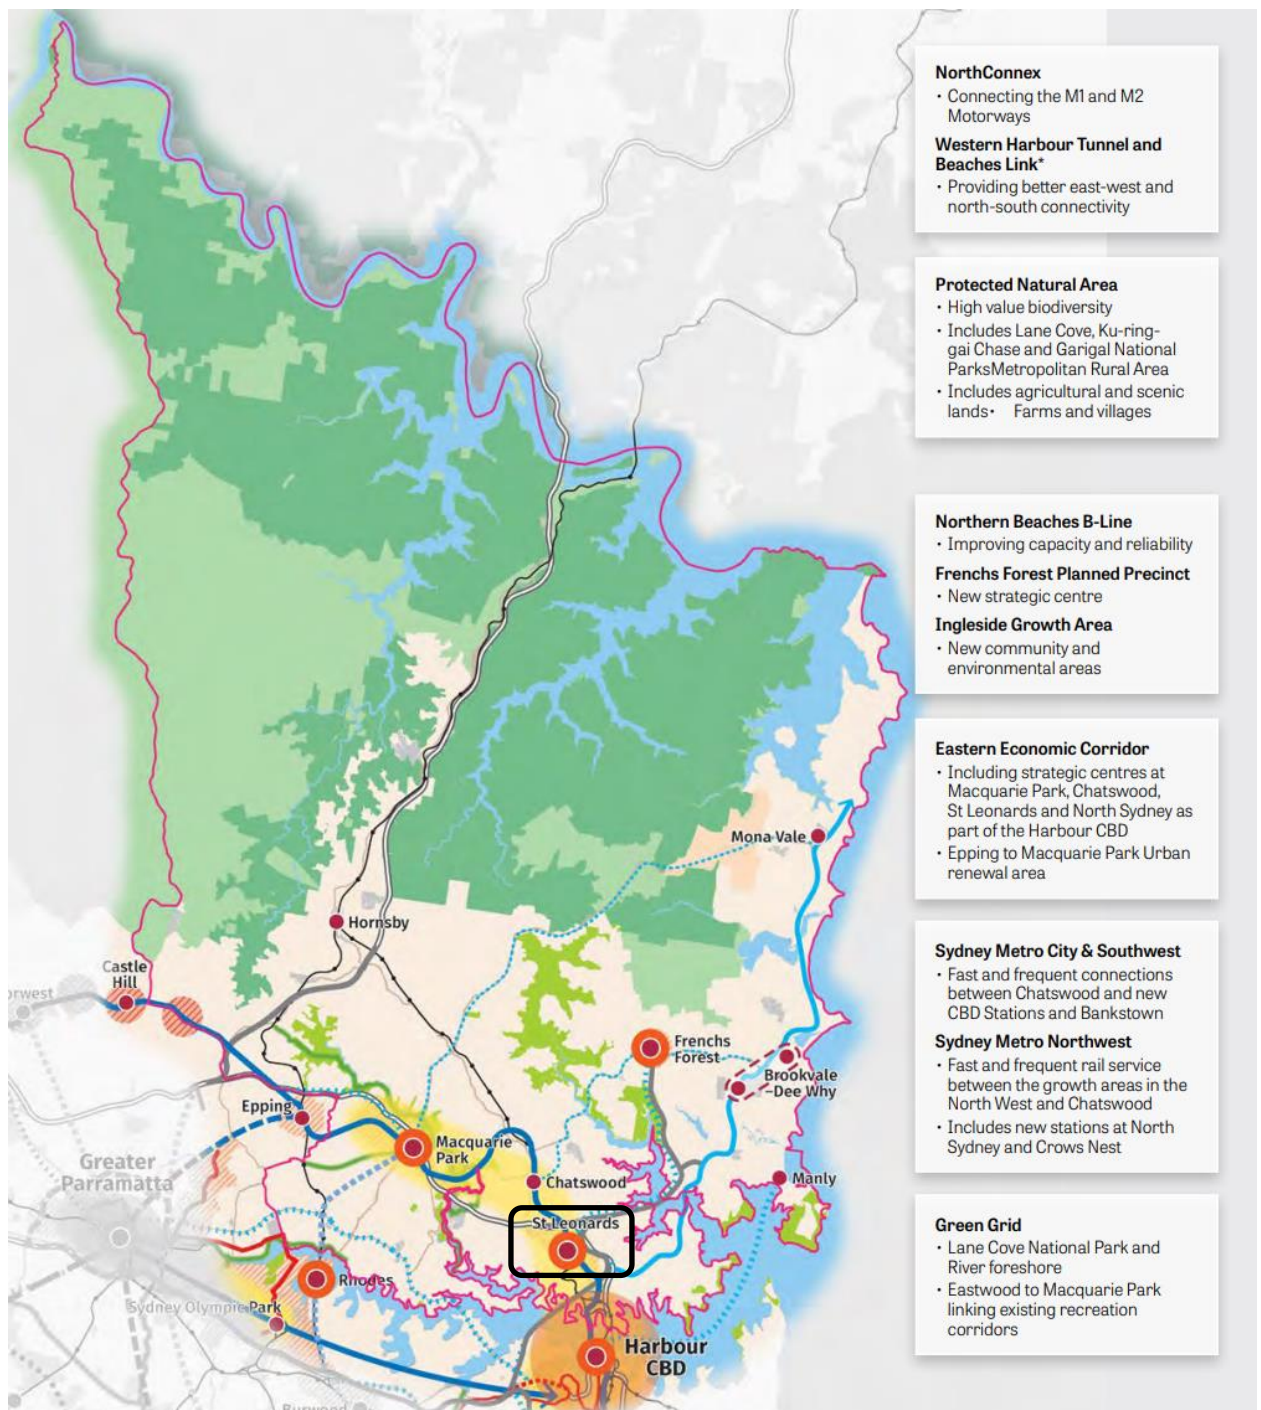 NorthConnex
• Connecting the M1 and M2
Motorways
Western Harbour Tunnel and
Beaches Link*
• Providing better east-west and
north-south connectivity
Protected Natural Area
• High value biodiversity
• Includes Lane Cove, Ku-ring-
gai Chase and Garigal National
ParksMetropolitan Rural Area
• Includes agricultural and scenic
lands• Farms and villages
Northern Beaches B-Line
• Improving capacity and reliability
Frenchs Forest Planned Precinct
• New strategic centre
Ingleside Growth Area
• New community and
environmental areas
Eastern Economic Corridor
• Including strategic centres at
Macquarie Park, Chatswood,
St Leonards and North Sydney as
part of the Harbour CBD
• Epping to Macquarie Park Urban
renewal area
Sydney Metro City & Southwest
• Fast and frequent connections
between Chatswood and new
CBD Stations and Bankstown
Sydney Metro Northwest
• Fast and frequent rail service
between the growth areas in the
North West and Chatswood
• Includes new stations at North
Sydney and Crows Nest
Green Grid
• Lane Cove National Park and
River foreshore
• Eastwood to Macquarie Park
linking existing recreation
corridors
Mona Vale
Hornsby
Castle
Hill
orwest
Frenchs
Forest
Brookvale
–Dee Why
Epping
Macquarie
Park
Greater
Parramatta
Chatswood
Manly
St Leonards
Rhodes
Sydney Olympic Park
Harbour
CBD
Burwood